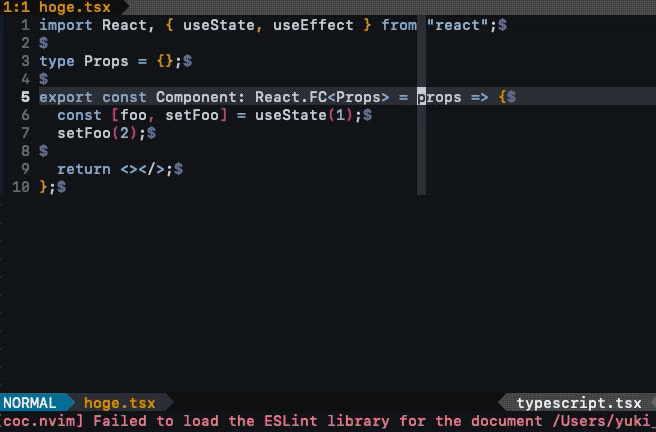 1:1 hoge.tsx
1 import React, { useState, useEffect } from "react";$
2 $
3 type Props = {};$
4 $
5 export const Component: React.FC<Props> = props => {$
6 const [foo, setFoo] = useState(1);$
7 setFoo(2);$
8 $
9 return <></>;$
10 };$
NORMAL hoge.tsx typescript.tsx
[coc.nvim] Failed to load the ESLint library for the document /Users/yuki_